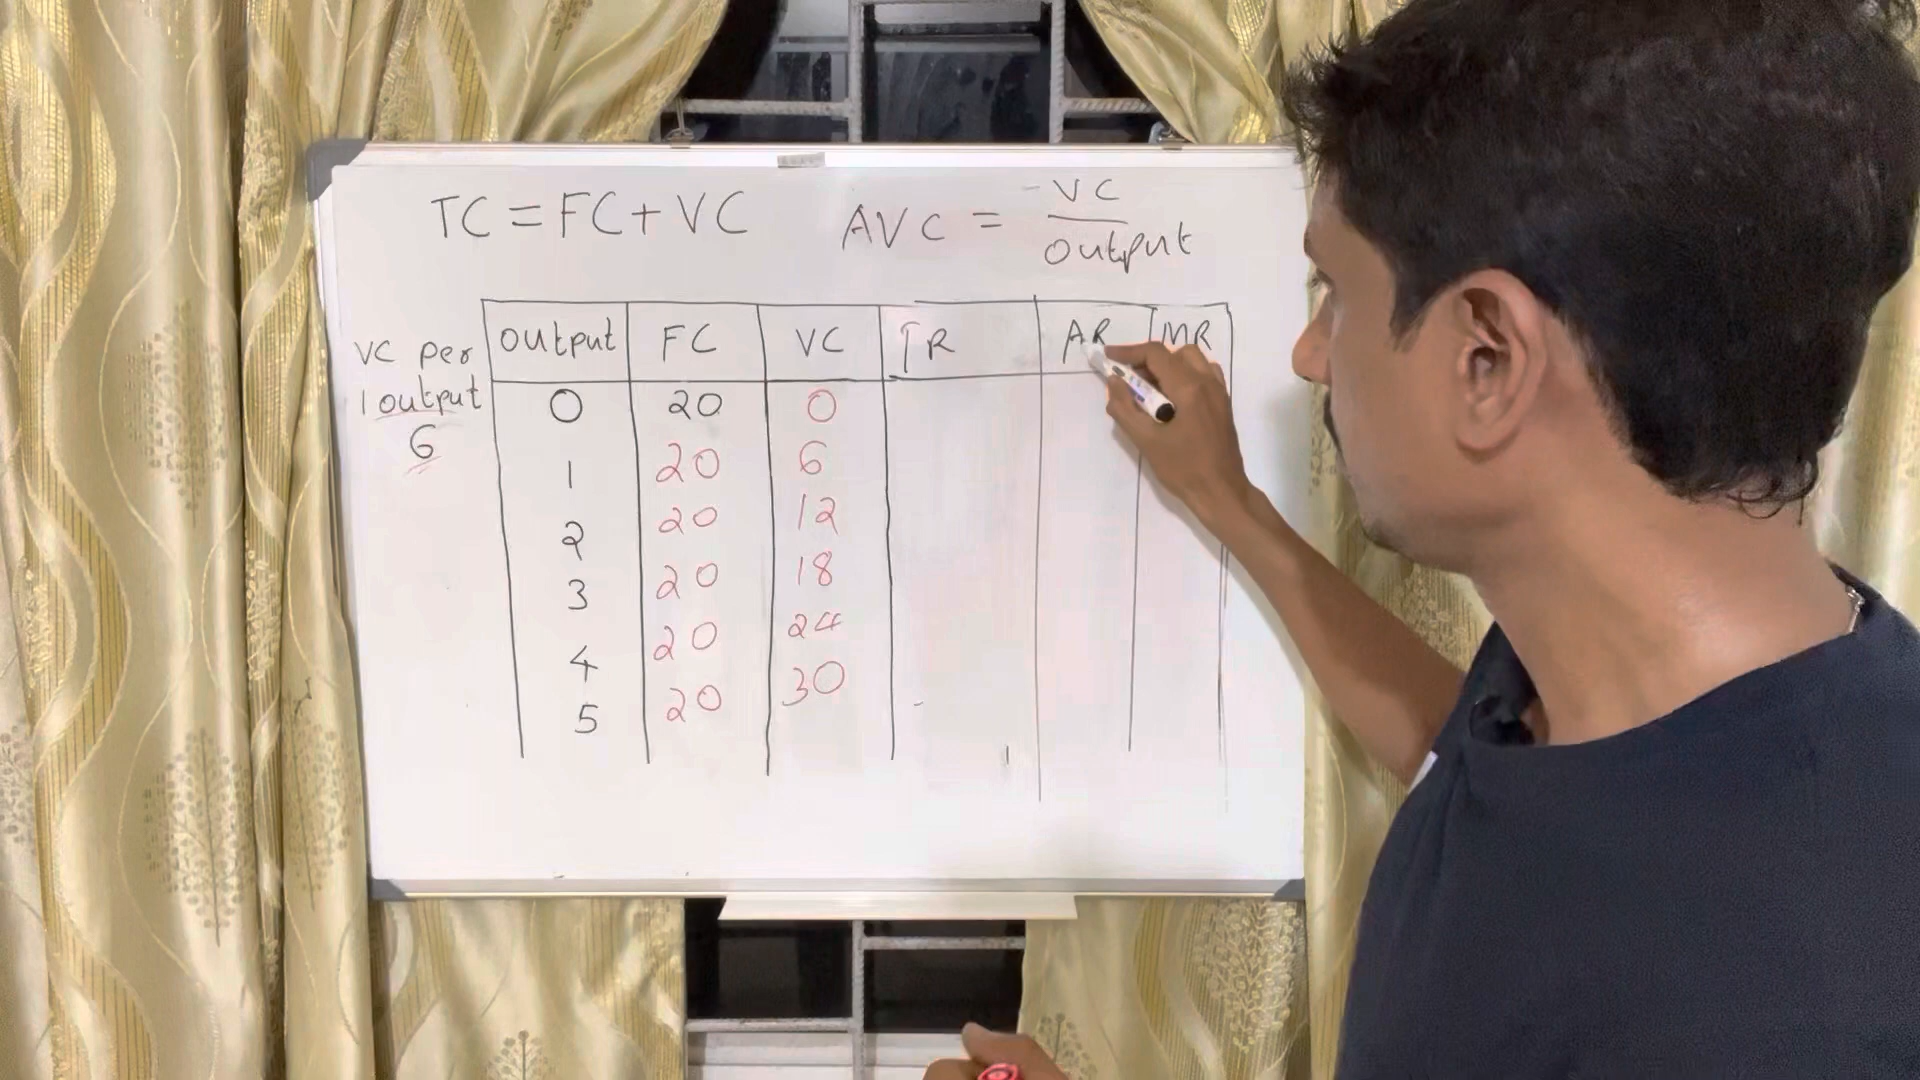 TC = FC + VC
AVC = VC
output
VC per
1 output
6
output FC VC TR AR MR
0 20 0
1 20 6
2 20 12
3 20 18
4 20 24
5 20 30